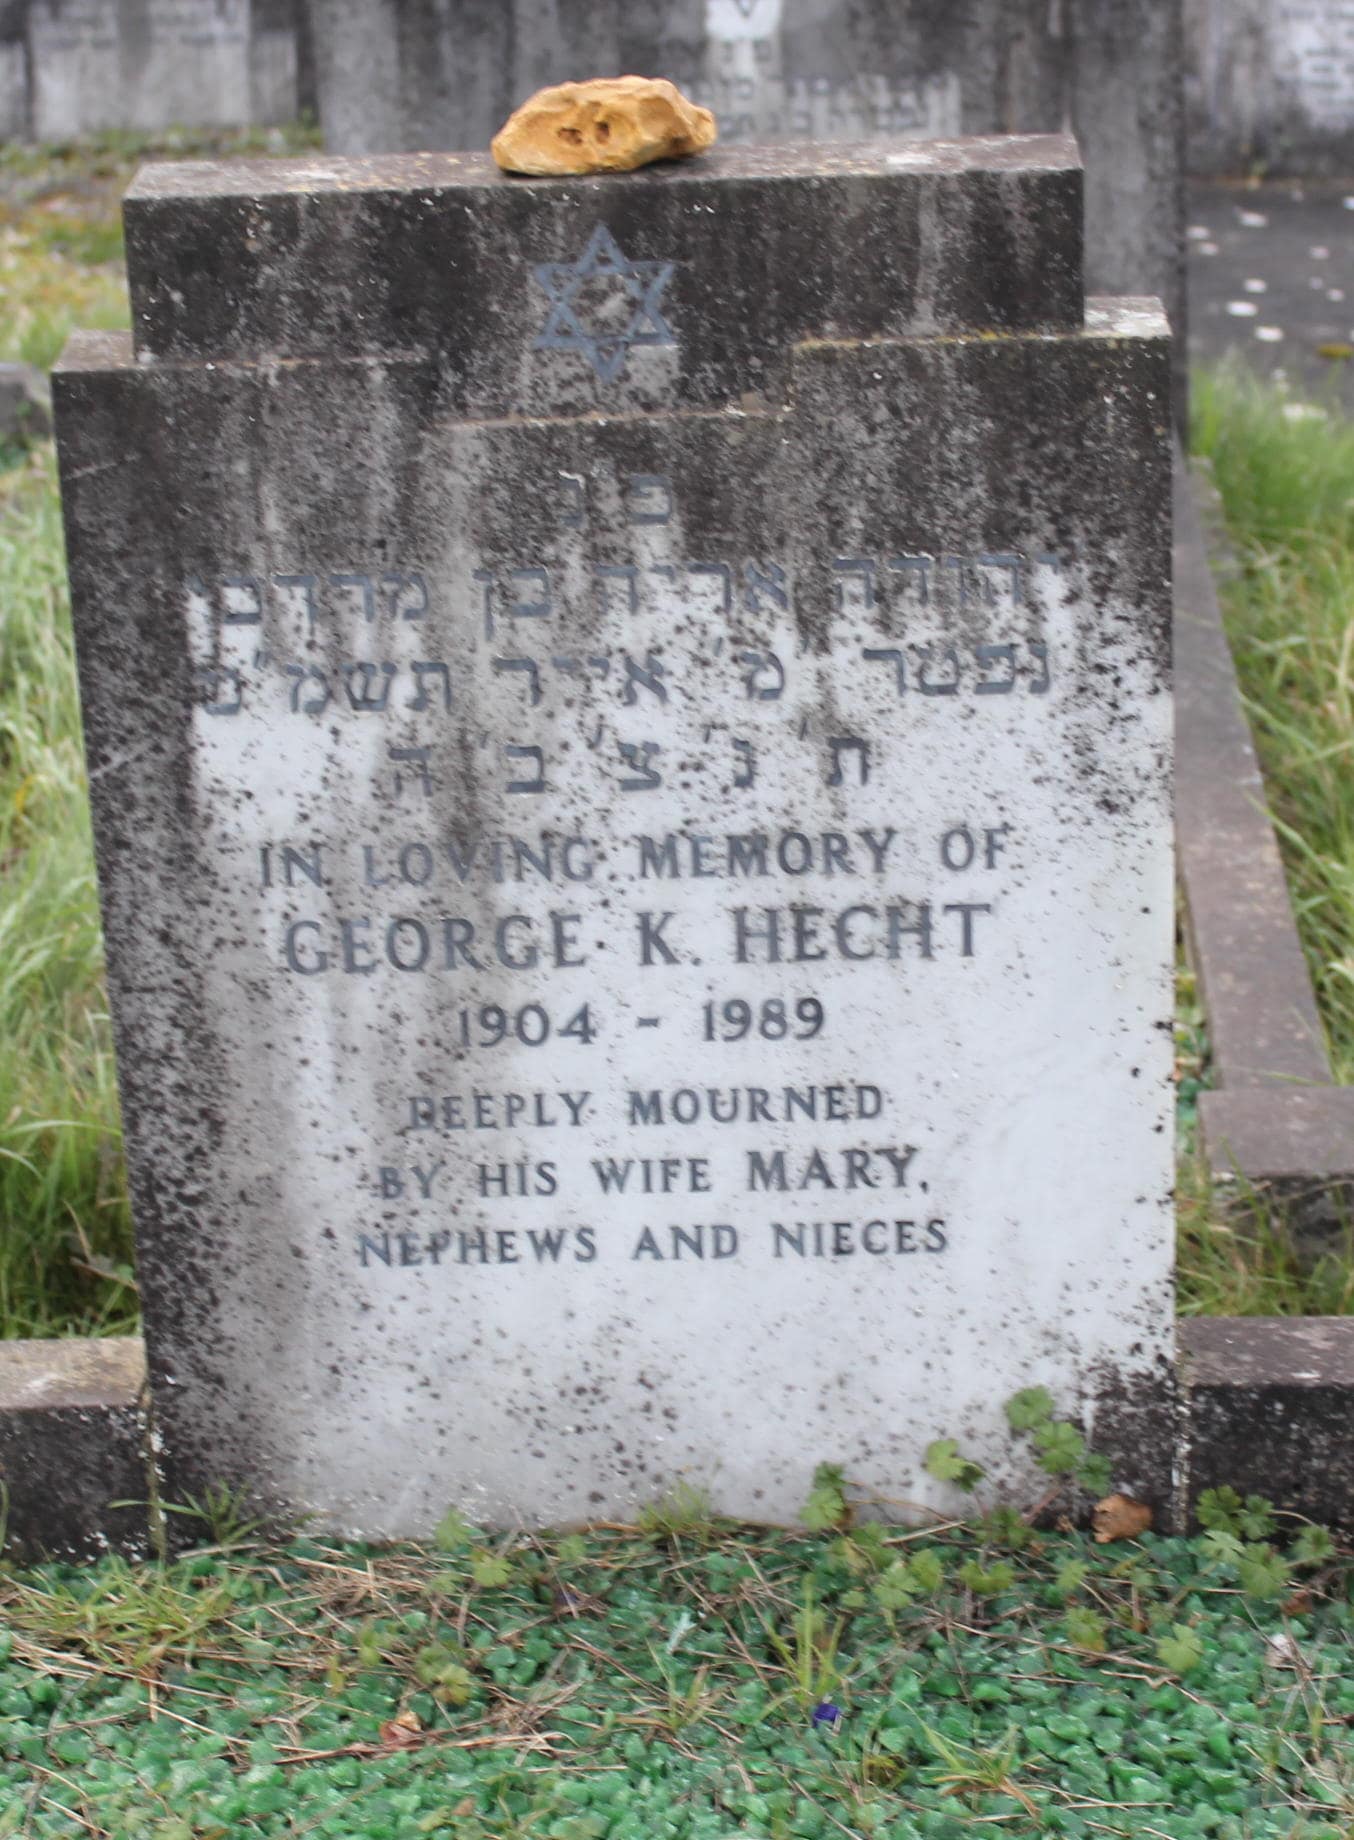 פ'נ
יהודה אריה בן מרדכי
נפטר 'מ' אייר תשמ'ט
ת' נ' צ' ב' ה
IN LOVING MEMORY OF
GEORGE K. HECHT
1904 - 1989
DEEPLY MOURNED
BY HIS WIFE MARY,
NEPHEWS AND NIECES